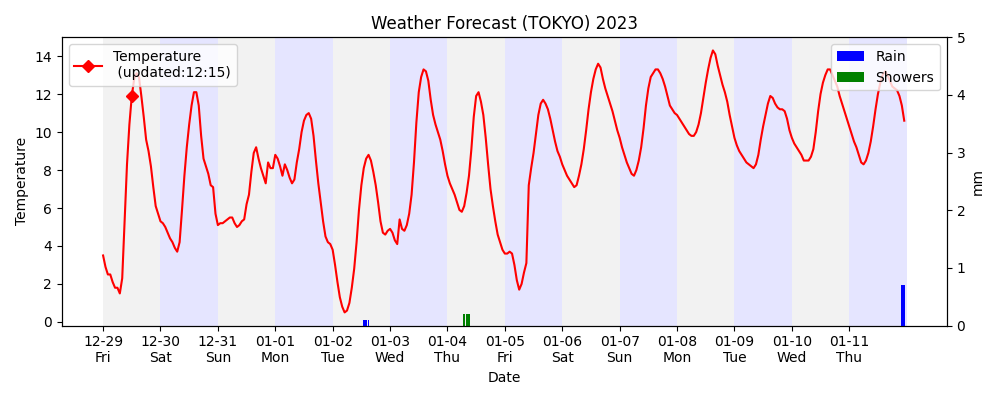 Weather Forecast (TOKYO) 2023
Temperature
(updated:12:15)
Rain
Showers
Temperature
14
12
10
8
6
4
2
0
5
4
3
2
1
0
mm
12-29 12-30 12-31 01-01 01-02 01-03 01-04 01-05 01-06 01-07 01-08 01-09 01-10 01-11
Fri Sat Sun Mon Tue Wed Thu Fri Sat Sun Mon Tue Wed Thu
Date